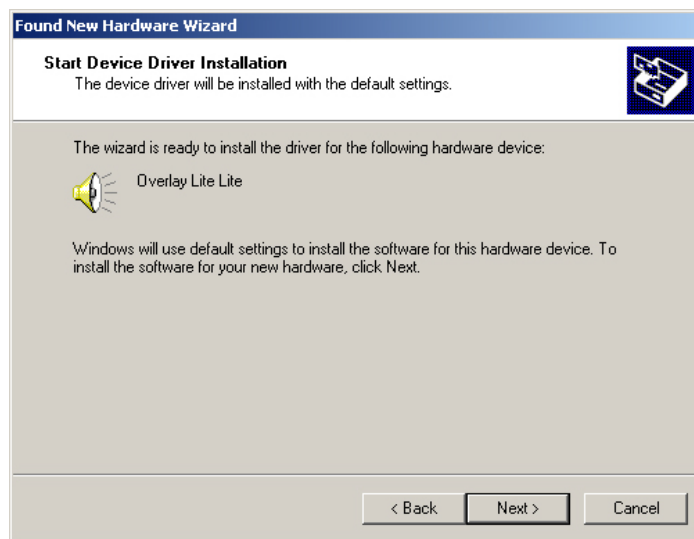 Found New Hardware Wizard
Start Device Driver Installation
The device driver will be installed with the default settings.
The wizard is ready to install the driver for the following hardware device:
Overlay Lite Lite
Windows will use default settings to install the software for this hardware device. To
install the software for your new hardware, click Next.
< Back Next > Cancel